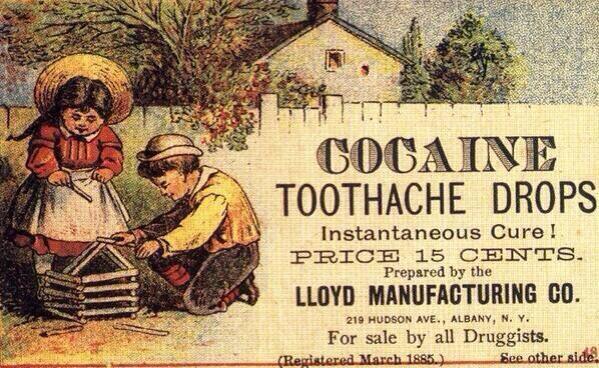 COCAINE
TOOTHACHE DROPS
Instantaneous Cure!
PRICE 15 CENTS.
Prepared by the
LLOYD MANUFACTURING CO.
219 HUDSON AVE., ALBANY, N. Y.
For sale by all Druggists.
(Registered March 1885.) See other side.